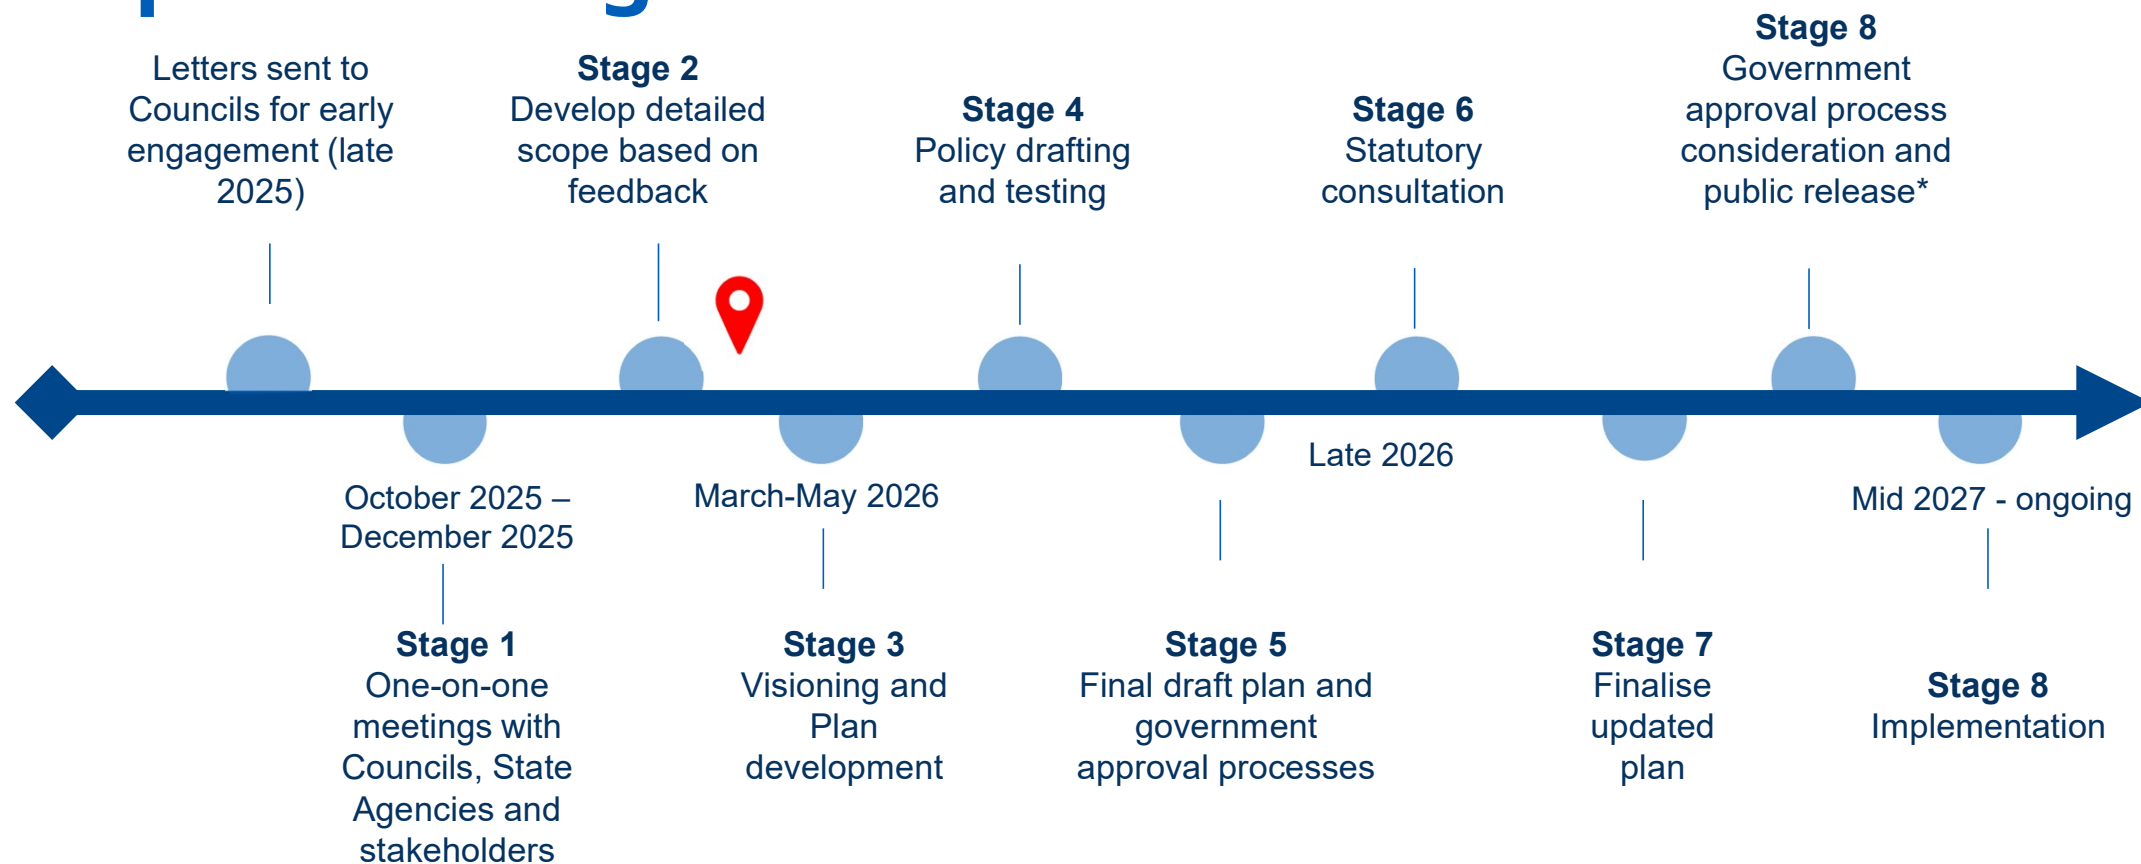 Letters sent to
Councils for early
engagement (late
2025)
Stage 2
Develop detailed
scope based on
feedback
Stage 4
Policy drafting
and testing
Stage 6
Statutory
consultation
Stage 8
Government
approval process
consideration and
public release*
October 2025 –
December 2025
Stage 1
One-on-one
meetings with
Councils, State
Agencies and
stakeholders
March-May 2026
Stage 3
Visioning and
Plan
development
Stage 5
Final draft plan and
government
approval processes
Late 2026
Stage 7
Finalise
updated
plan
Mid 2027 - ongoing
Stage 8
Implementation